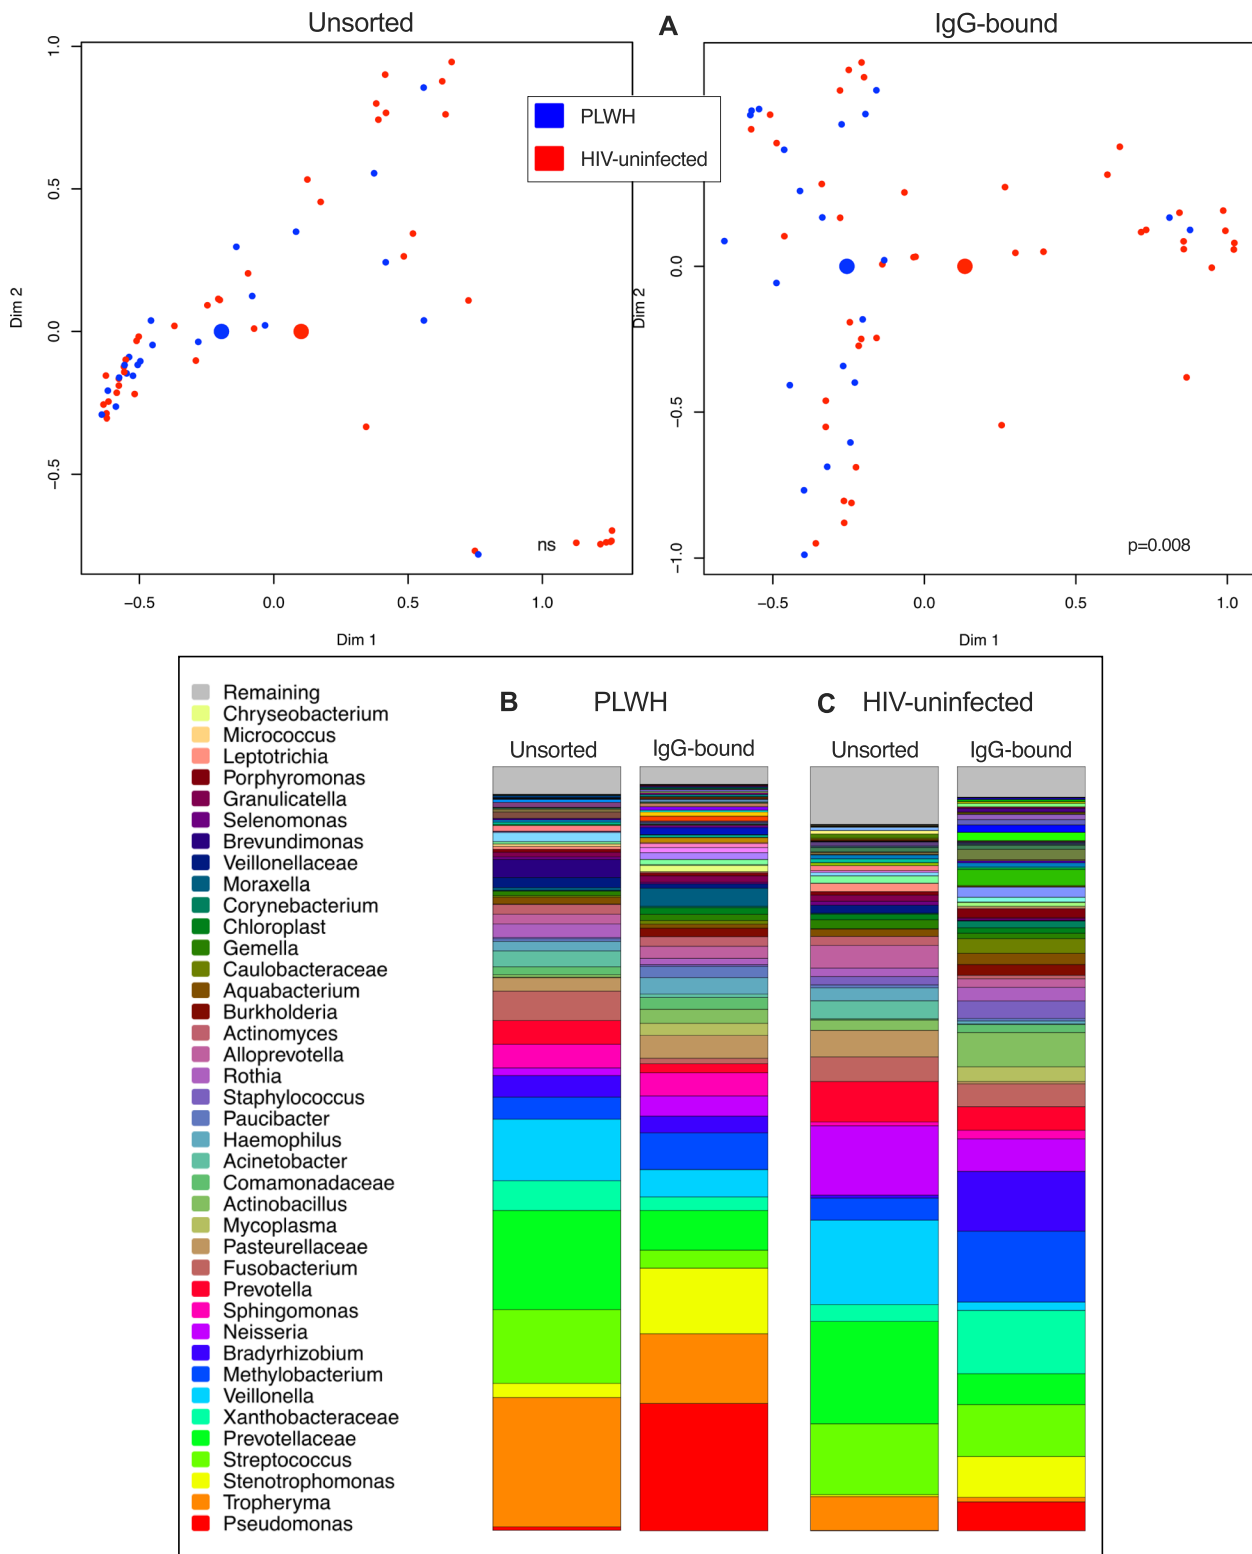 Unsorted
A
IgG-bound
PLWH
HIV-uninfected
1.0
0.5
0.0
−0.5
Dim 2
ns
−0.5
0.0
0.5
1.0
Dim 1
0.0
−0.5
−1.0
Dim 2
p=0.008
−0.5
0.0
0.5
1.0
Dim 1
B
PLWH
C
HIV-uninfected
Unsorted
IgG-bound
Unsorted
IgG-bound
Remaining
Chryseobacterium
Micrococcus
Leptotrichia
Porphyromonas
Granulicatella
Selenomonas
Brevundimonas
Veillonellaceae
Moraxella
Corynebacterium
Chloroplast
Gemella
Caulobacteraceae
Aquabacterium
Burkholderia
Actinomyces
Alloprevotella
Rothia
Staphylococcus
Paucibacter
Haemophilus
Acinetobacter
Comamonadaceae
Actinobacillus
Mycoplasma
Pasteurellaceae
Fusobacterium
Prevotella
Sphingomonas
Neisseria
Bradyrhizobium
Methylobacterium
Veillonella
Xanthobacteraceae
Prevotellaceae
Streptococcus
Stenotrophomonas
Tropheryma
Pseudomonas